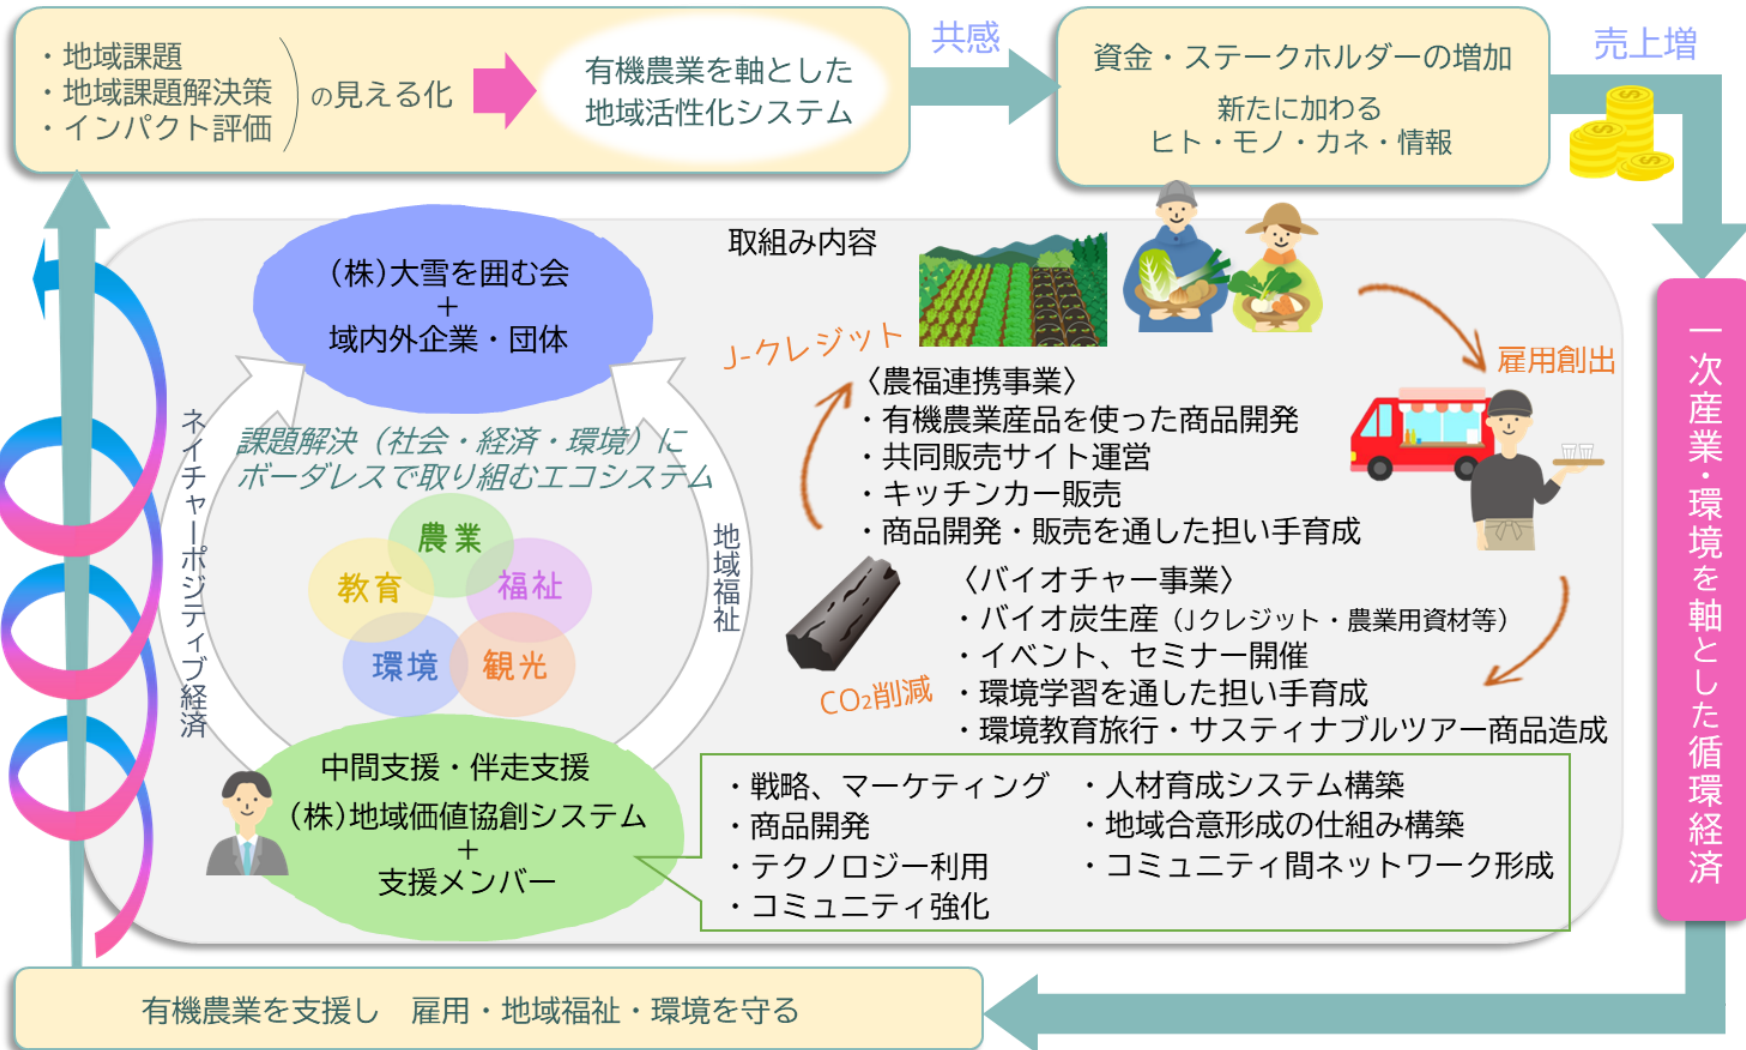 ・地域課題
・地域課題解決策
・インパクト評価
の見える化
有機農業を軸とした
地域活性化システム
共感
資金・ステークホルダーの増加
新たに加わる
ヒト・モノ・カネ・情報
売上増
(株)大雪を囲む会
+
域内外企業・団体
ネイチャーポジティブ経済
課題解決（社会・経済・環境）に
ボーダレスで取り組むエコシステム
地域福祉
農業
教育
福祉
環境
観光
中間支援・伴走支援
(株)地域価値協創システム
+
支援メンバー
取組み内容
J-クレジット
雇用創出
〈農福連携事業〉
・有機農業産品を使った商品開発
・共同販売サイト運営
・キッチンカー販売
・商品開発・販売を通した担い手育成
〈バイオチャー事業〉
・バイオ炭生産（Jクレジット・農業用資材等）
・イベント、セミナー開催
・環境学習を通した担い手育成
・環境教育旅行・サスティナブルツアー商品造成
CO₂削減
・戦略、マーケティング
・商品開発
・テクノロジー利用
・コミュニティ強化
・人材育成システム構築
・地域合意形成の仕組み構築
・コミュニティ間ネットワーク形成
一次産業・環境を軸とした循環経済
有機農業を支援し　雇用・地域福祉・環境を守る